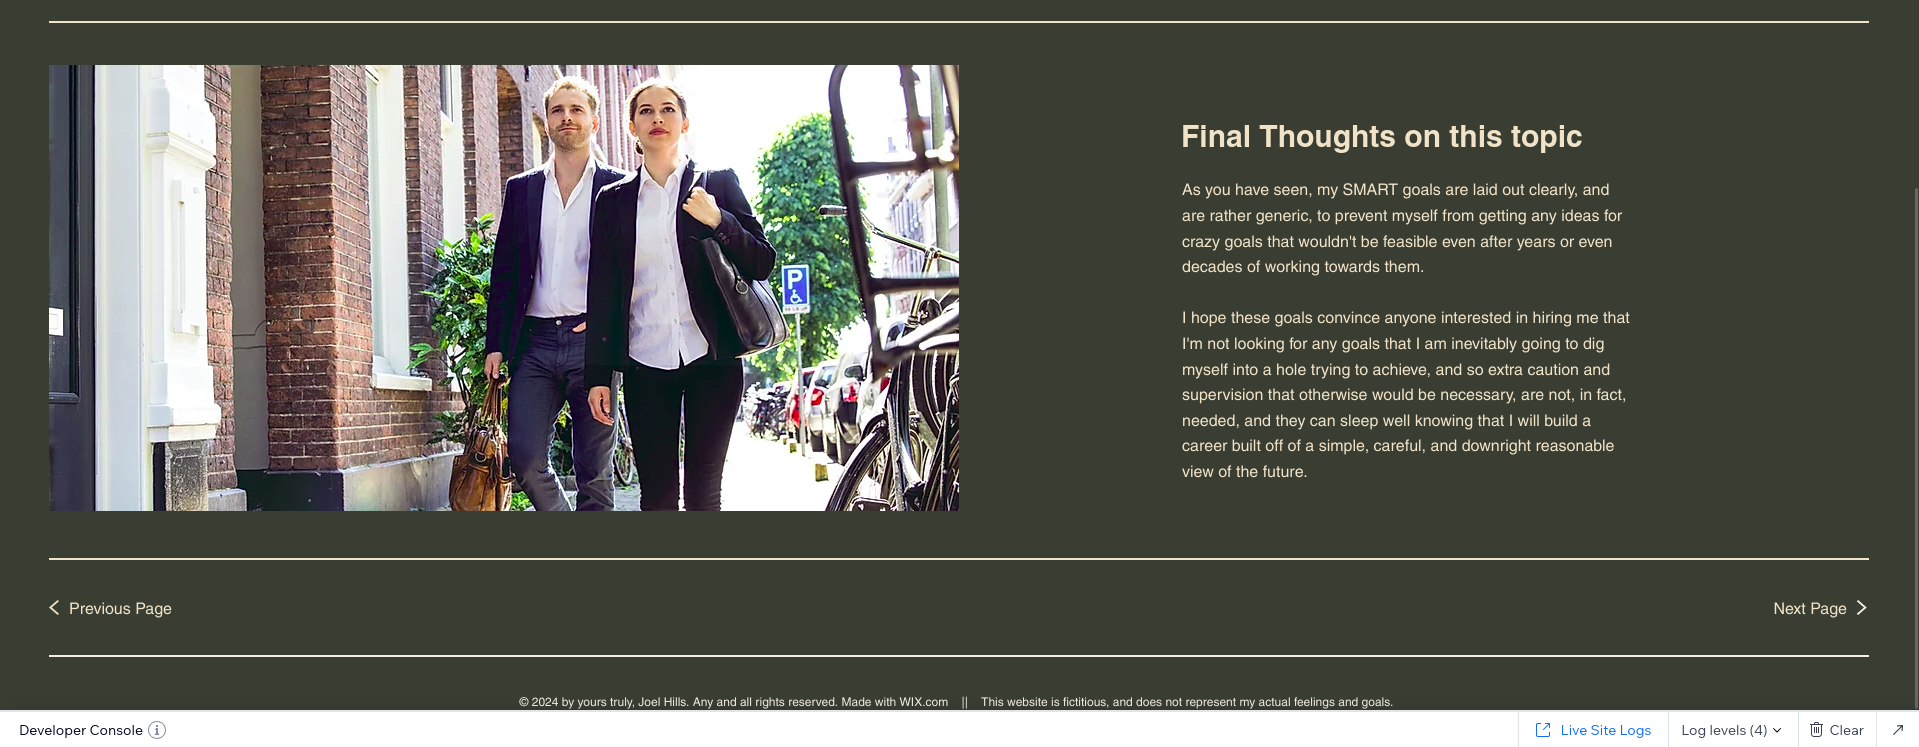 Final Thoughts on this topic
As you have seen, my SMART goals are laid out clearly, and
are rather generic, to prevent myself from getting any ideas for
crazy goals that wouldn't be feasible even after years or even
decades of working towards them.
I hope these goals convince anyone interested in hiring me that
I'm not looking for any goals that I am inevitably going to dig
myself into a hole trying to achieve, and so extra caution and
supervision that otherwise would be necessary, are not, in fact,
needed, and they can sleep well knowing that I will build a
career built off of a simple, careful, and downright reasonable
view of the future.
P
Previous Page
Next Page
© 2024 by yours truly, Joel Hills. Any and all rights reserved. Made with WIX.com || This website is fictitious, and does not represent my actual feelings and goals.
Developer Console
Live Site Logs
Log levels (4)
Clear